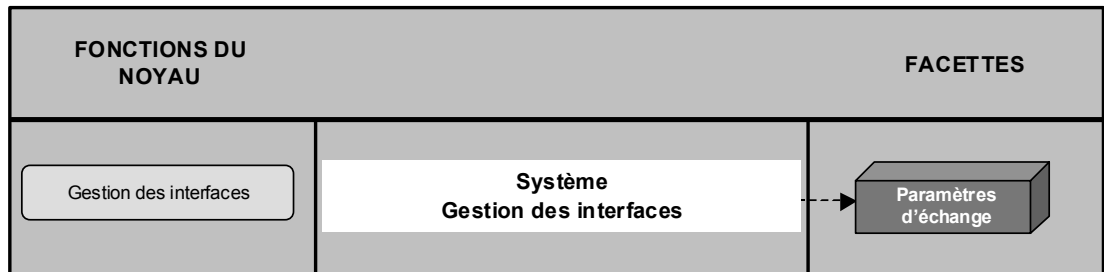 FONCTIONS DU
NOYAU
FACETTES
Gestion des interfaces
Système
Gestion des interfaces
Paramètres
d'échange